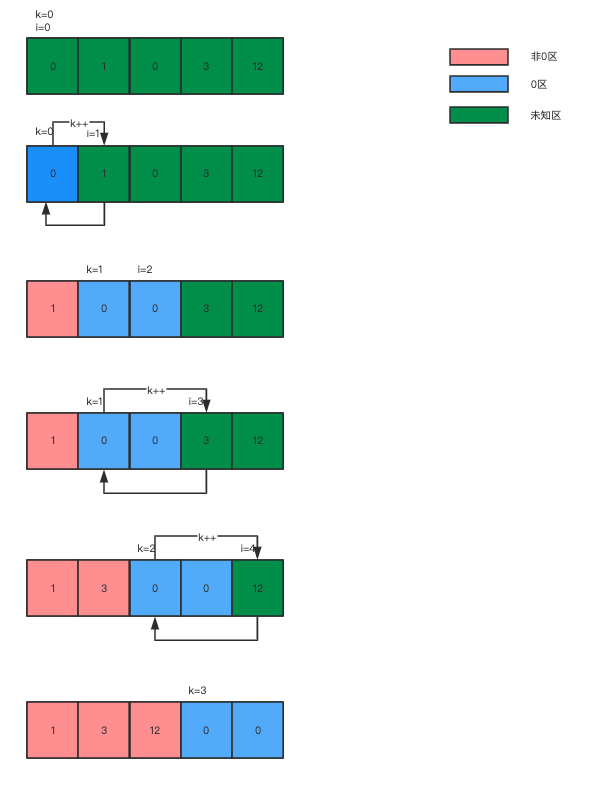 k=0
i=0
0 1 0 3 12
非0区
0区
未知区
k=0 k++ i=1
0 1 0 3 12
k=1 i=2
1 0 0 3 12
k=1 k++ i=3
1 0 0 3 12
k=2 k++ i=4
1 3 0 0 12
k=3
1 3 12 0 0